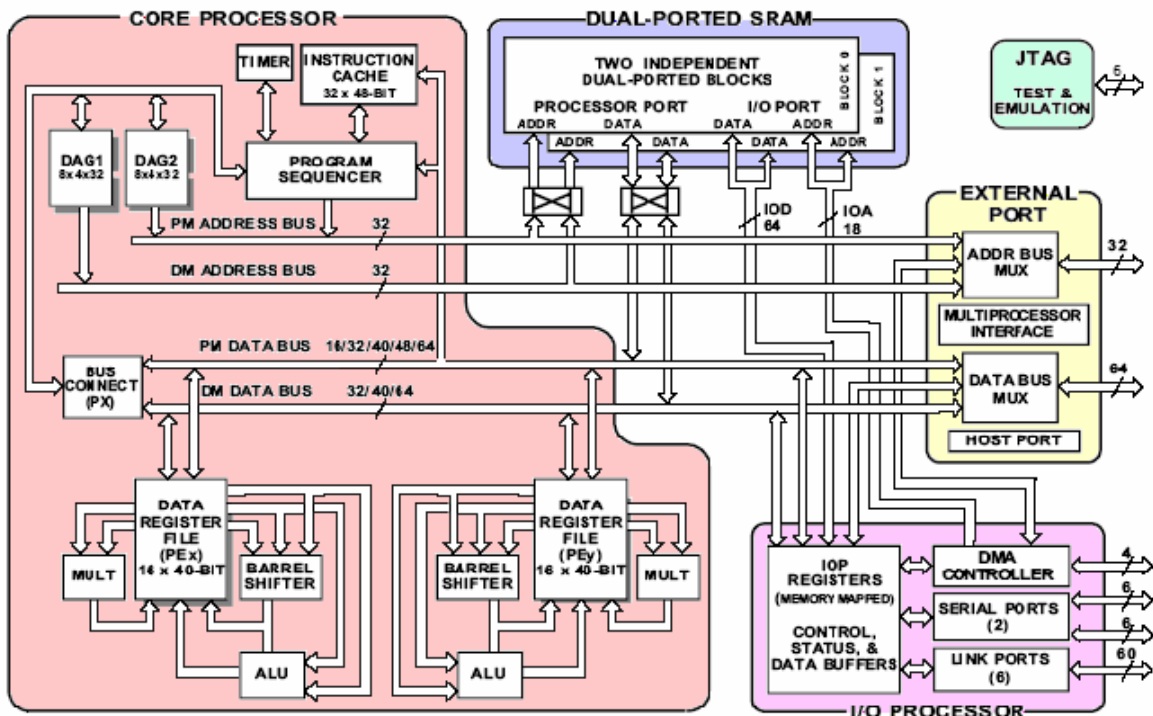 CORE PROCESSOR
TIMER
INSTRUCTION
CACHE
32 x 48-BIT
DAG1
8x4x32
DAG2
8x4x32
PROGRAM
SEQUENCER
PM ADDRESS BUS 32
DM ADDRESS BUS 32
PM DATA BUS 16/32/40/48/64
DM DATA BUS 32/40/64
BUS
CONNECT
(PX)
DATA
REGISTER
FILE
(PEx)
16 x 40-BIT
MULT
BARREL
SHIFTER
ALU
DATA
REGISTER
FILE
(PEy)
16 x 40-BIT
BARREL
SHIFTER
MULT
ALU
DUAL-PORTED SRAM
TWO INDEPENDENT
DUAL-PORTED BLOCKS
PROCESSOR PORT
I/O PORT
ADDR DATA DATA ADDR
ADDR DATA DATA ADDR
BLOCK 0
BLOCK 1
IOD
64
IOA
18
JTAG
TEST &
EMULATION
5
EXTERNAL
PORT
ADDR BUS
MUX
32
MULTIPROCESSOR
INTERFACE
DATA BUS
MUX
64
HOST PORT
IOP
REGISTERS
(MEMORY MAPPED)
CONTROL,
STATUS, &
DATA BUFFERS
DMA
CONTROLLER
4
SERIAL PORTS
(2)
6
6
LINK PORTS
(6)
60
I/O PROCESSOR